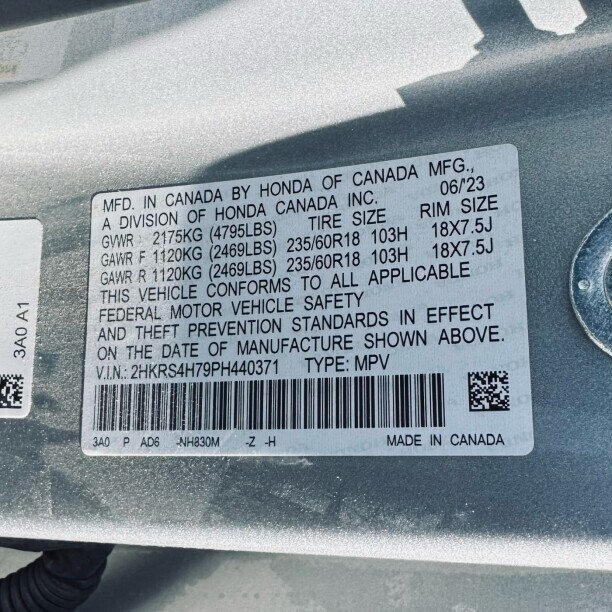 MFD. IN CANADA BY HONDA OF CANADA MFG.,
A DIVISION OF HONDA CANADA INC. 06/'23
GVWR : 2175KG (4795LBS) TIRE SIZE RIM SIZE
GAWR F 1120KG (2469LBS) 235/60R18 103H 18X7.5J
GAWR R 1120KG (2469LBS) 235/60R18 103H 18X7.5J
THIS VEHICLE CONFORMS TO ALL APPLICABLE
FEDERAL MOTOR VEHICLE SAFETY
AND THEFT PREVENTION STANDARDS IN EFFECT
ON THE DATE OF MANUFACTURE SHOWN ABOVE.
V.I.N.: 2HKRS4H79PH440371 TYPE: MPV
3A0 P AD6 -NH830M -Z -H MADE IN CANADA
3A0 A1